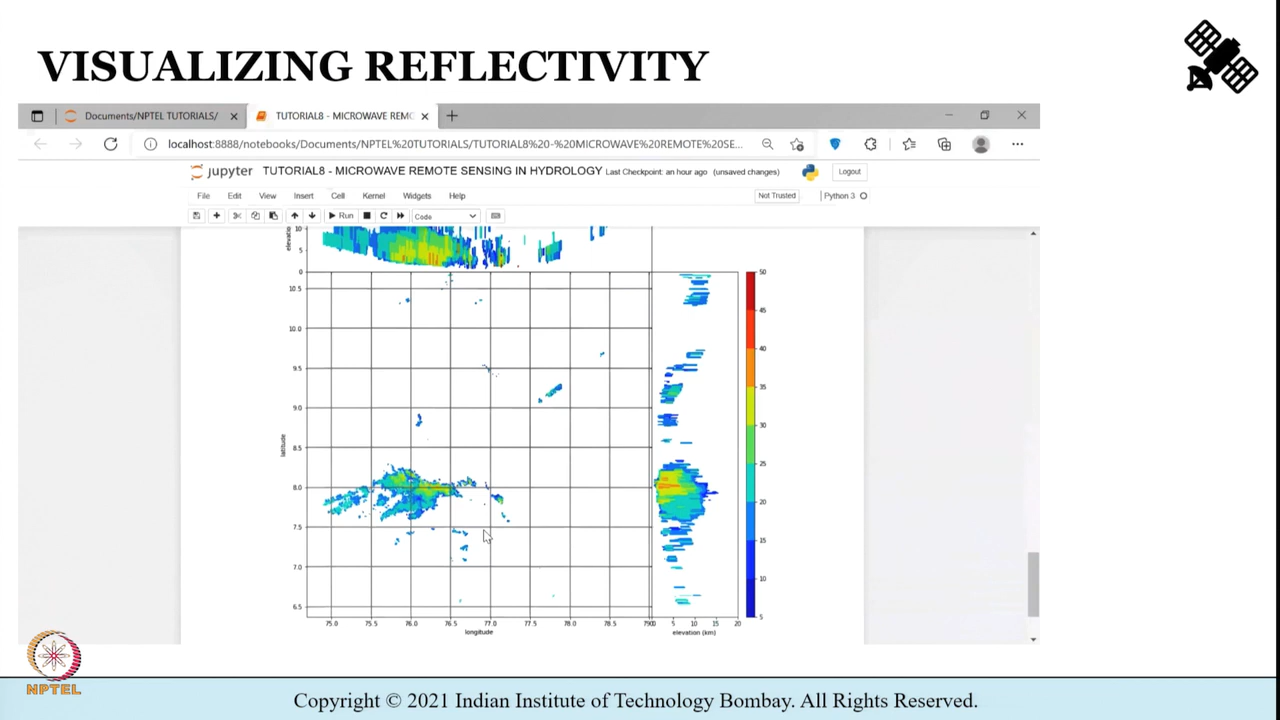 VISUALIZING REFLECTIVITY
Documents/NPTEL TUTORIALS/
TUTORIAL8 - MICROWAVE REMC
localhost:8888/notebooks/Documents/NPTEL%20TUTORIALS/TUTORIAL8%20-%20MICROWAVE%20REMOTE%20SE...
jupyter TUTORIAL8 - MICROWAVE REMOTE SENSING IN HYDROLOGY Last Checkpoint: an hour ago (unsaved changes)
Logout
File Edit View Insert Cell Kernel Widgets Help
Not Trusted
Python 3
Run
Code
elevatio
10
5
0
10.5
10.0
9.5
9.0
8.5
8.0
7.5
7.0
6.5
latitude
75.0 75.5 76.0 76.5 77.0 77.5 78.0 78.5 79.0
longitude
0 5 10 15 20
elevation (km)
50
45
40
35
30
25
20
15
10
5
NPTEL
Copyright © 2021 Indian Institute of Technology Bombay. All Rights Reserved.